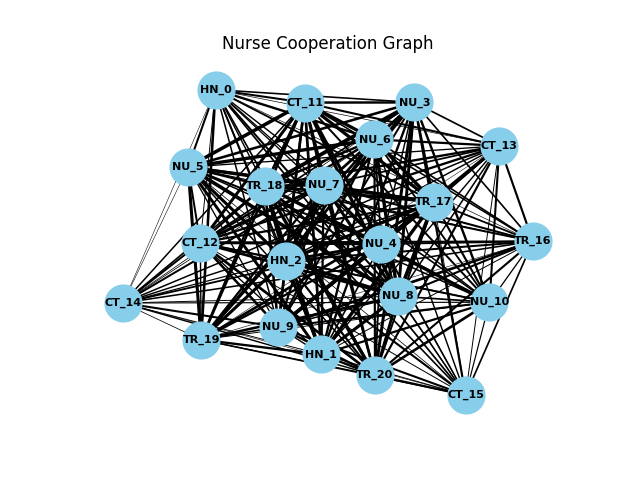 Nurse Cooperation Graph
HN_0
CT_11
NU_3
NU_6
CT_13
NU_5
TR_18
NU_7
TR_17
CT_12
NU_4
TR_16
HN_2
NU_8
CT_14
NU_10
NU_9
TR_19
HN_1
TR_20
CT_15